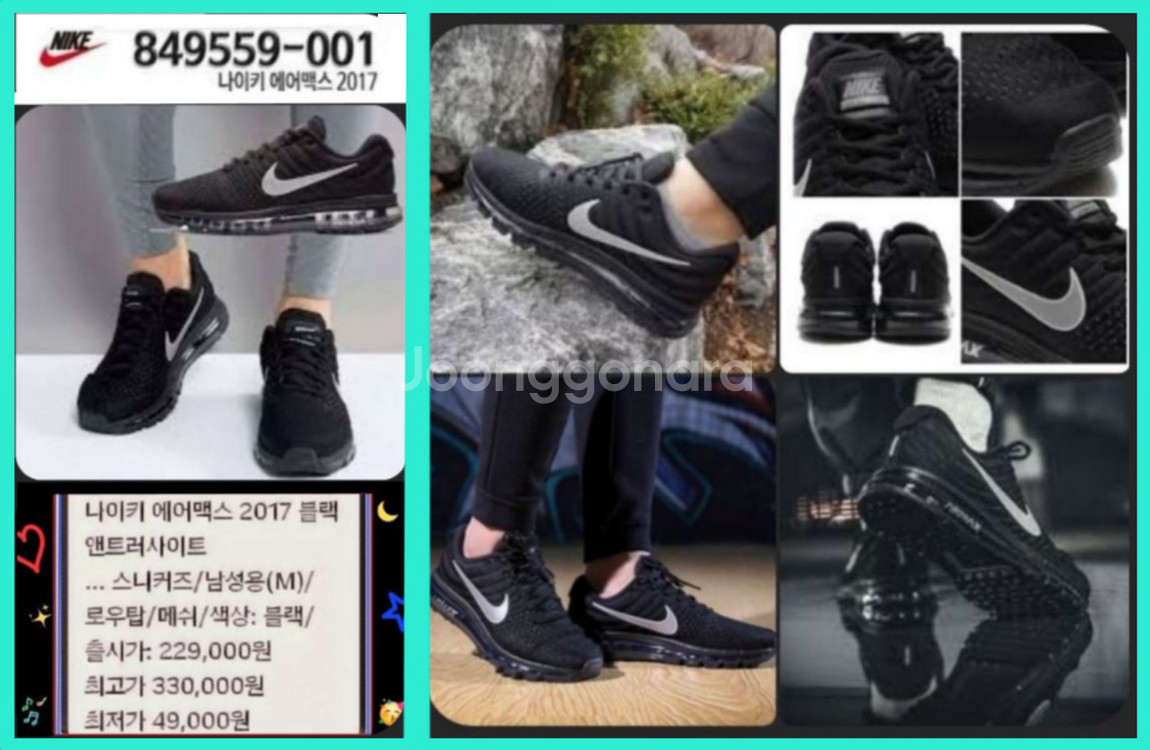 NIKE
849559-001
나이키 에어맥스 2017
NIKE
Joonggonara
나이키 에어맥스 2017 블랙
앤트러사이트
... 스니커즈/남성용(M)/
로우탑/메쉬/색상: 블랙/
출시가: 229,000원
최고가 330,000원
최저가 49,000원